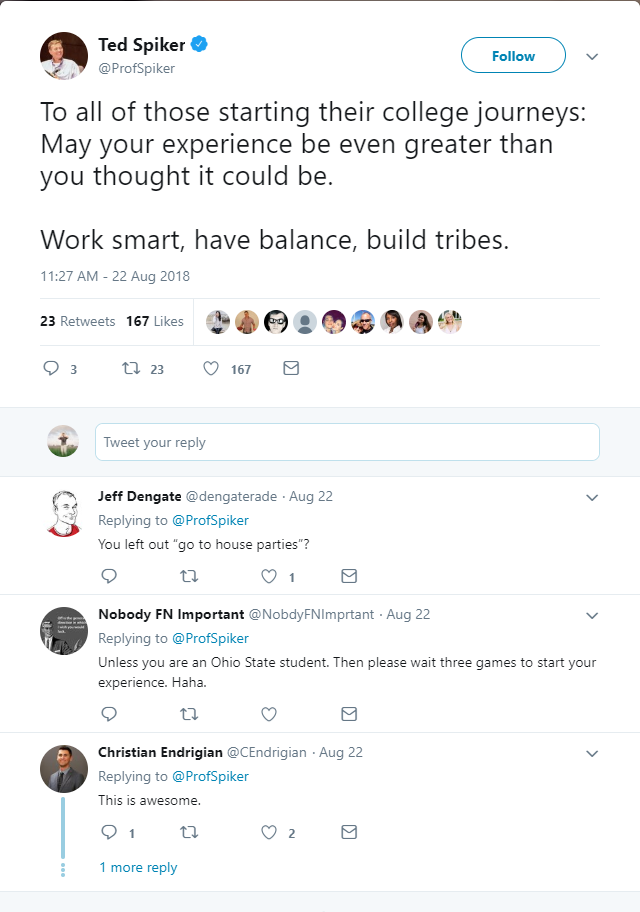 Ted Spiker
@ProfSpiker
Follow
To all of those starting their college journeys:
May your experience be even greater than
you thought it could be.
Work smart, have balance, build tribes.
11:27 AM - 22 Aug 2018
23 Retweets 167 Likes
3 23 167
Tweet your reply
Jeff Dengate @dengaterade · Aug 22
Replying to @ProfSpiker
You left out “go to house parties”?
1
Nobody FN Important @NobdyFNImprtant · Aug 22
Replying to @ProfSpiker
Unless you are an Ohio State student. Then please wait three games to start your
experience. Haha.
Christian Endrigian @CEndrigian · Aug 22
Replying to @ProfSpiker
This is awesome.
1 2
1 more reply